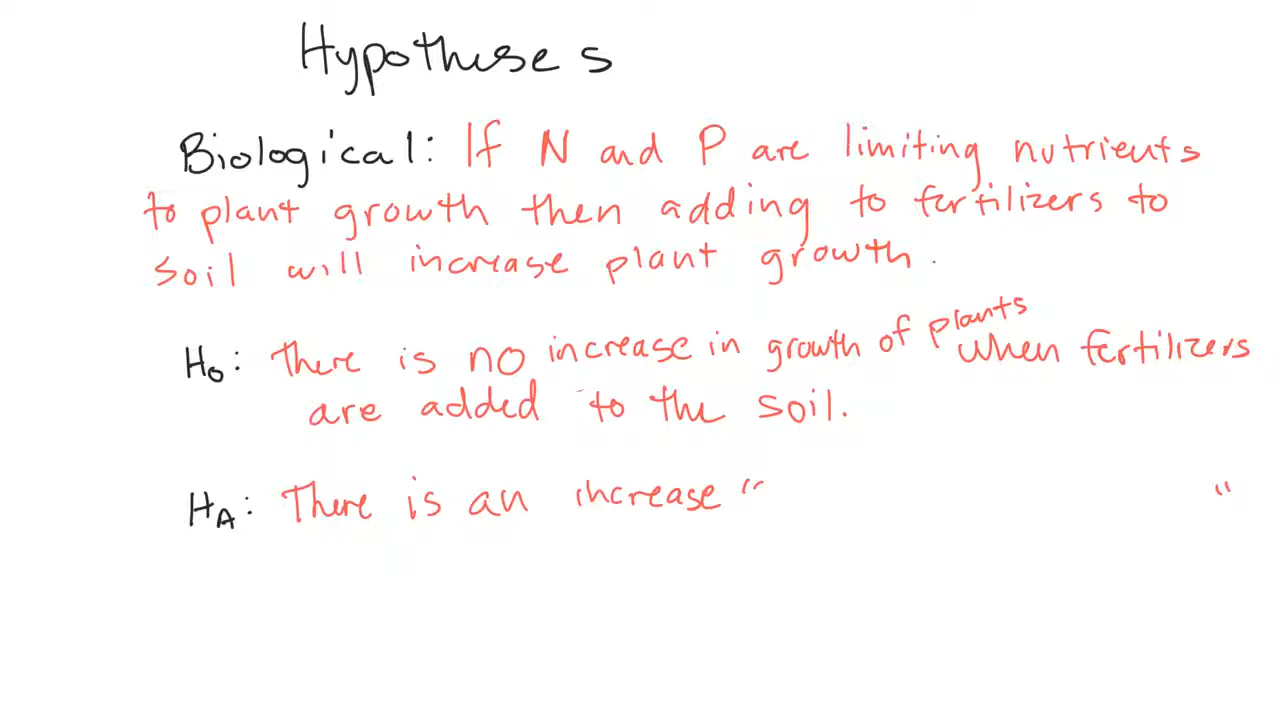 Hypotheses
Biological: If N and P are limiting nutrients
to plant growth then adding to fertilizers to
soil will increase plant growth.
H0: There is no increase in growth of plants when fertilizers
are added to the soil.
HA: There is an increase " "